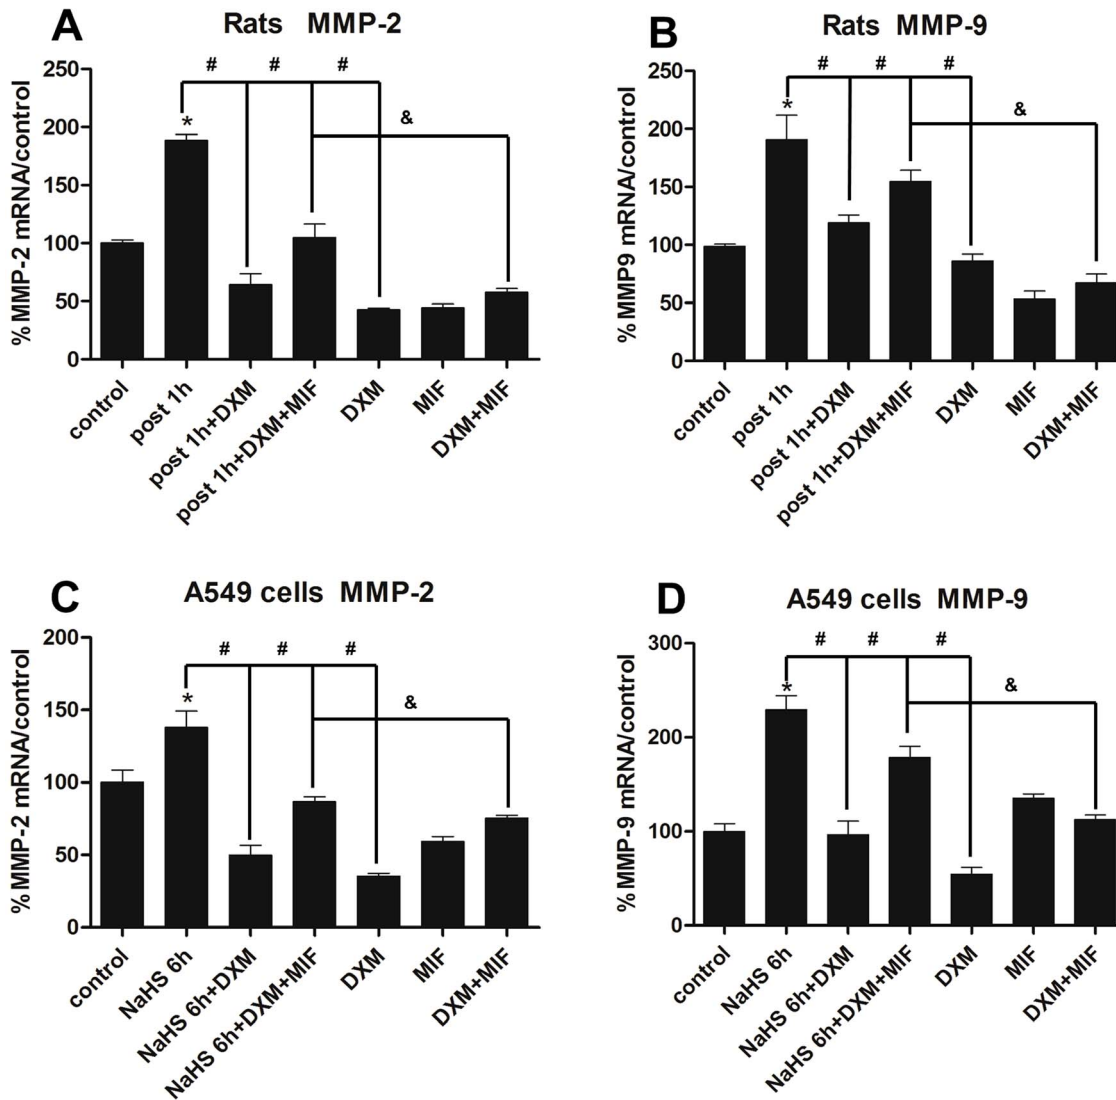 A
Rats MMP-2
%MMP-2 mRNA/control
250
200
150
100
50
0
# # #
*
&
control
post 1h
post 1h+DXM
post 1h+DXM+MIF
DXM
MIF
DXM+MIF
B
Rats MMP-9
%MMP9 mRNA/control
250
200
150
100
50
0
# # #
*
&
control
post 1h
post 1h+DXM
post 1h+DXM+MIF
DXM
MIF
DXM+MIF
C
A549 cells MMP-2
%MMP-2 mRNA/control
200
150
100
50
0
# # #
*
&
control
NaHS 6h
NaHS 6h+DXM
NaHS 6h+DXM+MIF
DXM
MIF
DXM+MIF
D
A549 cells MMP-9
%MMP-9 mRNA/control
300
200
100
0
# # #
*
&
control
NaHS 6h
NaHS 6h+DXM
NaHS 6h+DXM+MIF
DXM
MIF
DXM+MIF